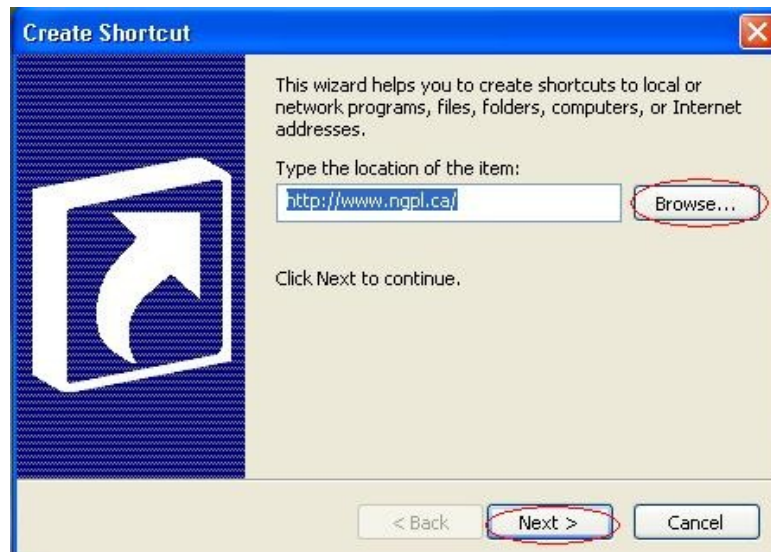 Create Shortcut
This wizard helps you to create shortcuts to local or
network programs, files, folders, computers, or Internet
addresses.
Type the location of the item:
http://www.ngpl.ca/
Browse...
Click Next to continue.
< Back
Next >
Cancel